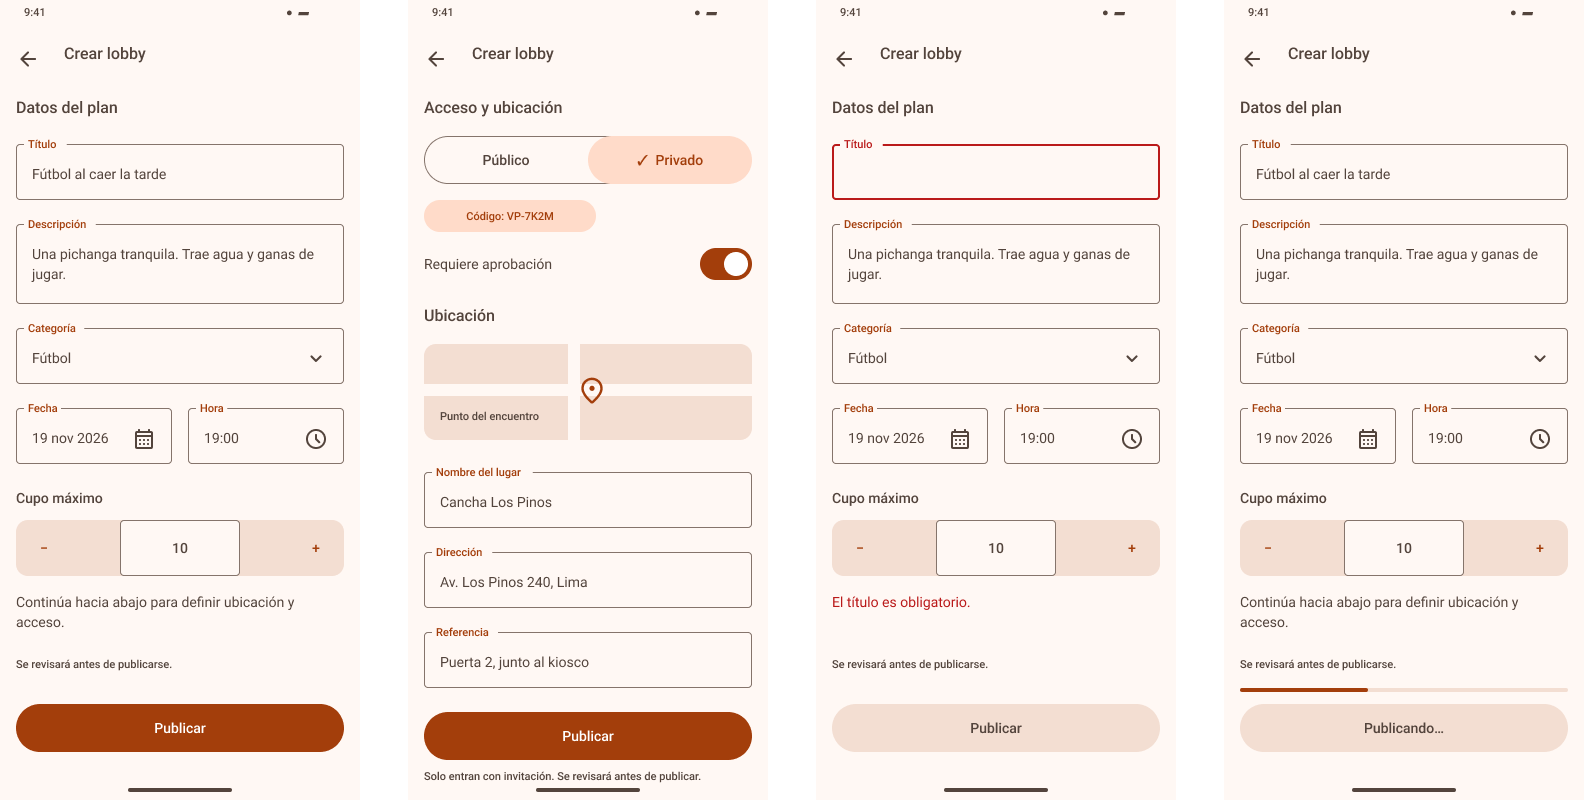 9:41
Crear lobby
Datos del plan
Título
Fútbol al caer la tarde
Descripción
Una pichanga tranquila. Trae agua y ganas de
jugar.
Categoría
Fútbol
Fecha
19 nov 2026
Hora
19:00
Cupo máximo
−
10
+
Continúa hacia abajo para definir ubicación y
acceso.
Se revisará antes de publicarse.
Publicar
9:41
Crear lobby
Acceso y ubicación
Público
✓ Privado
Código: VP-7K2M
Requiere aprobación
Ubicación
Punto del encuentro
Nombre del lugar
Cancha Los Pinos
Dirección
Av. Los Pinos 240, Lima
Referencia
Puerta 2, junto al kiosco
Publicar
Solo entran con invitación. Se revisará antes de publicar.
9:41
Crear lobby
Datos del plan
Título
Descripción
Una pichanga tranquila. Trae agua y ganas de
jugar.
Categoría
Fútbol
Fecha
19 nov 2026
Hora
19:00
Cupo máximo
−
10
+
El título es obligatorio.
Se revisará antes de publicarse.
Publicar
9:41
Crear lobby
Datos del plan
Título
Fútbol al caer la tarde
Descripción
Una pichanga tranquila. Trae agua y ganas de
jugar.
Categoría
Fútbol
Fecha
19 nov 2026
Hora
19:00
Cupo máximo
−
10
+
Continúa hacia abajo para definir ubicación y
acceso.
Se revisará antes de publicarse.
Publicando…